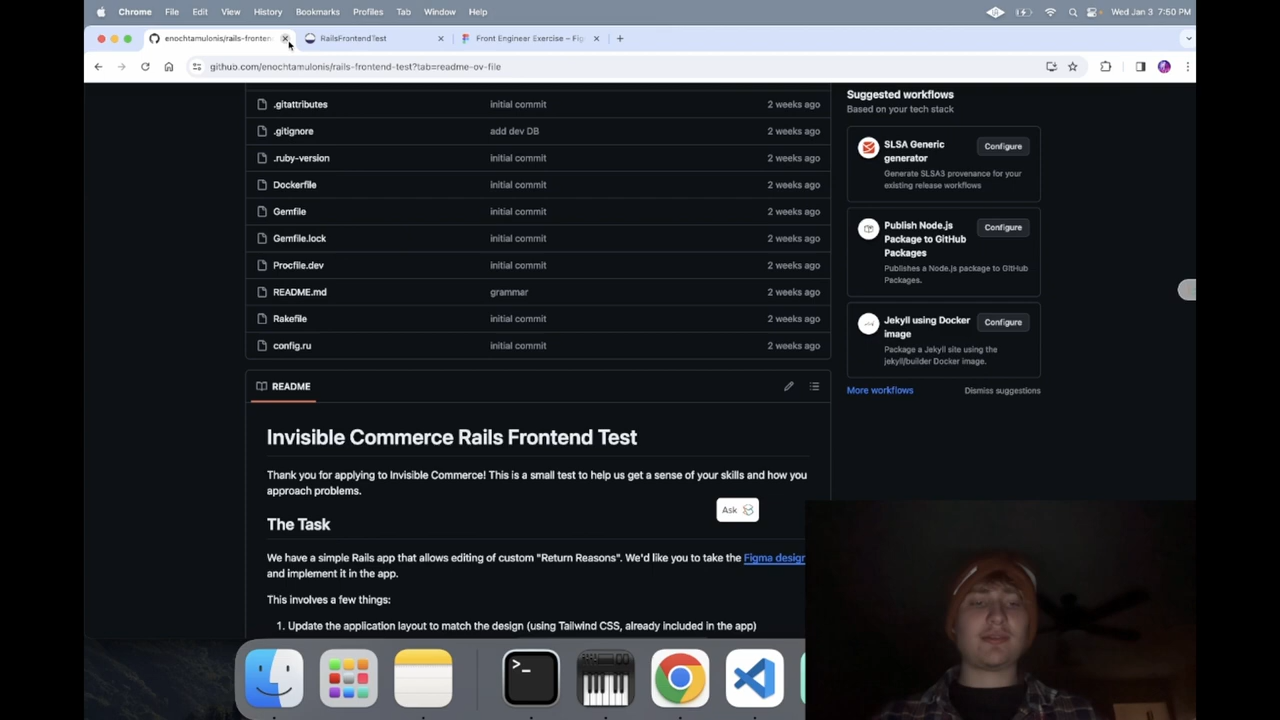 Chrome File Edit View History Bookmarks Profiles Tab Window Help Wed Jan 3 7:50 PM
enochtamulonis/rails-fronten RailsFrontendTest Front Engineer Exercise – Fig
github.com/enochtamulonis/rails-frontend-test?tab=readme-ov-file
.gitattributes initial commit 2 weeks ago
.gitignore add dev DB 2 weeks ago
.ruby-version initial commit 2 weeks ago
Dockerfile initial commit 2 weeks ago
Gemfile initial commit 2 weeks ago
Gemfile.lock initial commit 2 weeks ago
Procfile.dev initial commit 2 weeks ago
README.md grammar 2 weeks ago
Rakefile initial commit 2 weeks ago
config.ru initial commit 2 weeks ago
Suggested workflows
Based on your tech stack
SLSA Generic
generator
Configure
Generate SLSA3 provenance for your
existing release workflows
Publish Node.js
Package to GitHub
Packages
Configure
Publishes a Node.js package to GitHub
Packages.
Jekyll using Docker
image
Configure
Package a Jekyll site using the
jekyll/builder Docker image.
More workflows Dismiss suggestions
README
Invisible Commerce Rails Frontend Test
Thank you for applying to Invisible Commerce! This is a small test to help us get a sense of your skills and how you
approach problems.
Ask
The Task
We have a simple Rails app that allows editing of custom "Return Reasons". We'd like you to take the Figma design
and implement it in the app.
This involves a few things:
1. Update the application layout to match the design (using Tailwind CSS, already included in the app)
>_